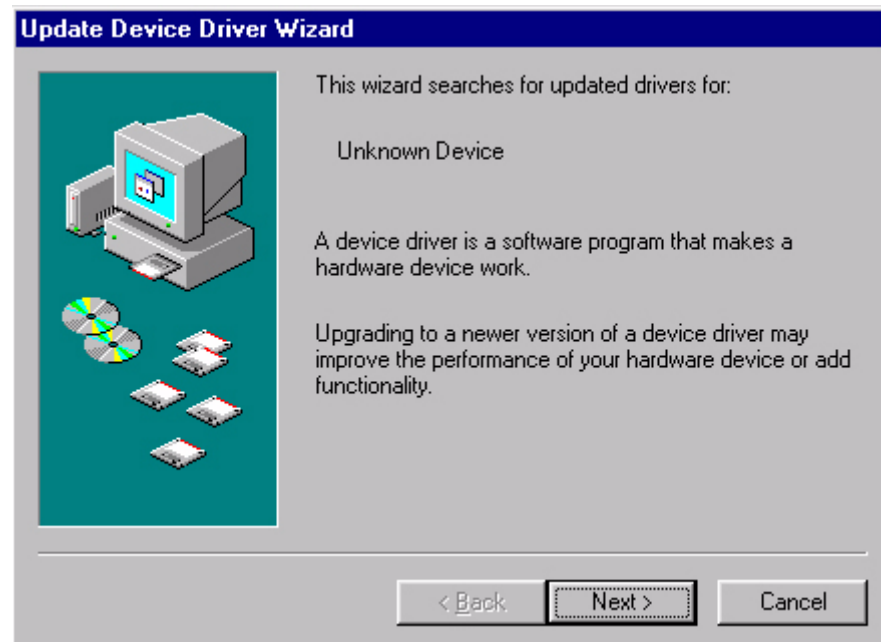 Update Device Driver Wizard
This wizard searches for updated drivers for:
Unknown Device
A device driver is a software program that makes a
hardware device work.
Upgrading to a newer version of a device driver may
improve the performance of your hardware device or add
functionality.
< Back
Next >
Cancel